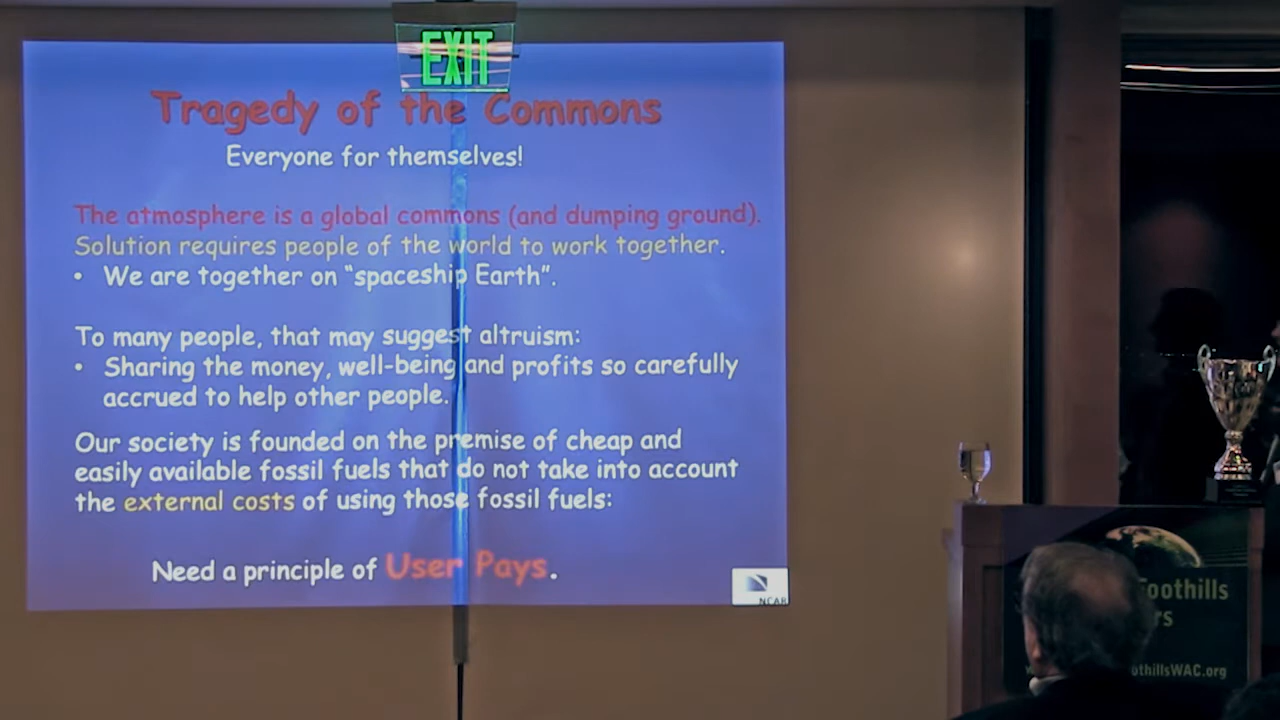 EXIT
Tragedy of the Commons
Everyone for themselves!
The atmosphere is a global commons (and dumping ground).
Solution requires people of the world to work together.
• We are together on “spaceship Earth”.
To many people, that may suggest altruism:
• Sharing the money, well-being and profits so carefully
accrued to help other people.
Our society is founded on the premise of cheap and
easily available fossil fuels that do not take into account
the external costs of using those fossil fuels:
Need a principle of User Pays.
NCAR
Foothills
rs
othillsWAC.org